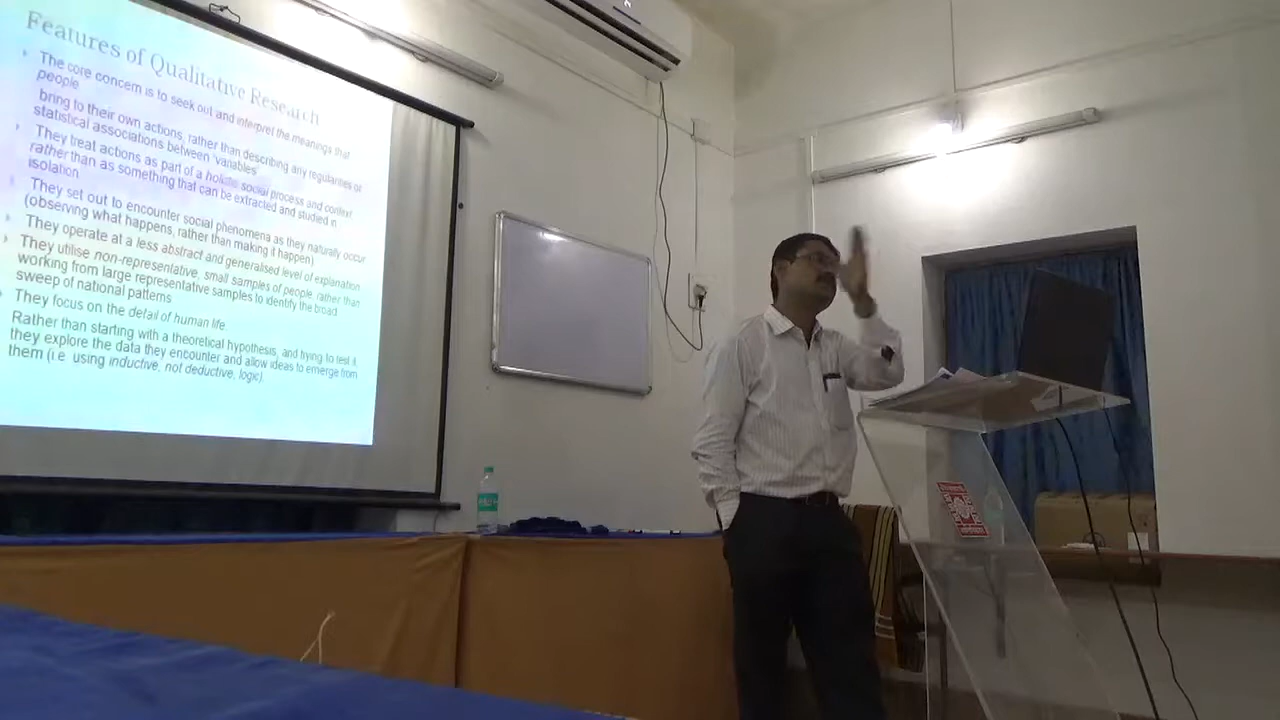 Features of Qualitative Research
The core concern is to seek out and interpret the meanings that
people
bring to their own actions, rather than describing any regularities or
statistical associations between 'variables'
They treat actions as part of a holistic social process and context
rather than as something that can be extracted and studied in
isolation
They set out to encounter social phenomena as they naturally occur
(observing what happens, rather than making it happen)
They operate at a less abstract and generalised level of explanation
They utilise non-representative, small samples of people, rather than
working from large representative samples to identify the broad
sweep of national patterns
They focus on the detail of human life
Rather than starting with a theoretical hypothesis, and trying to test it,
they explore the data they encounter and allow ideas to emerge from
them (i.e. using inductive, not deductive, logic).